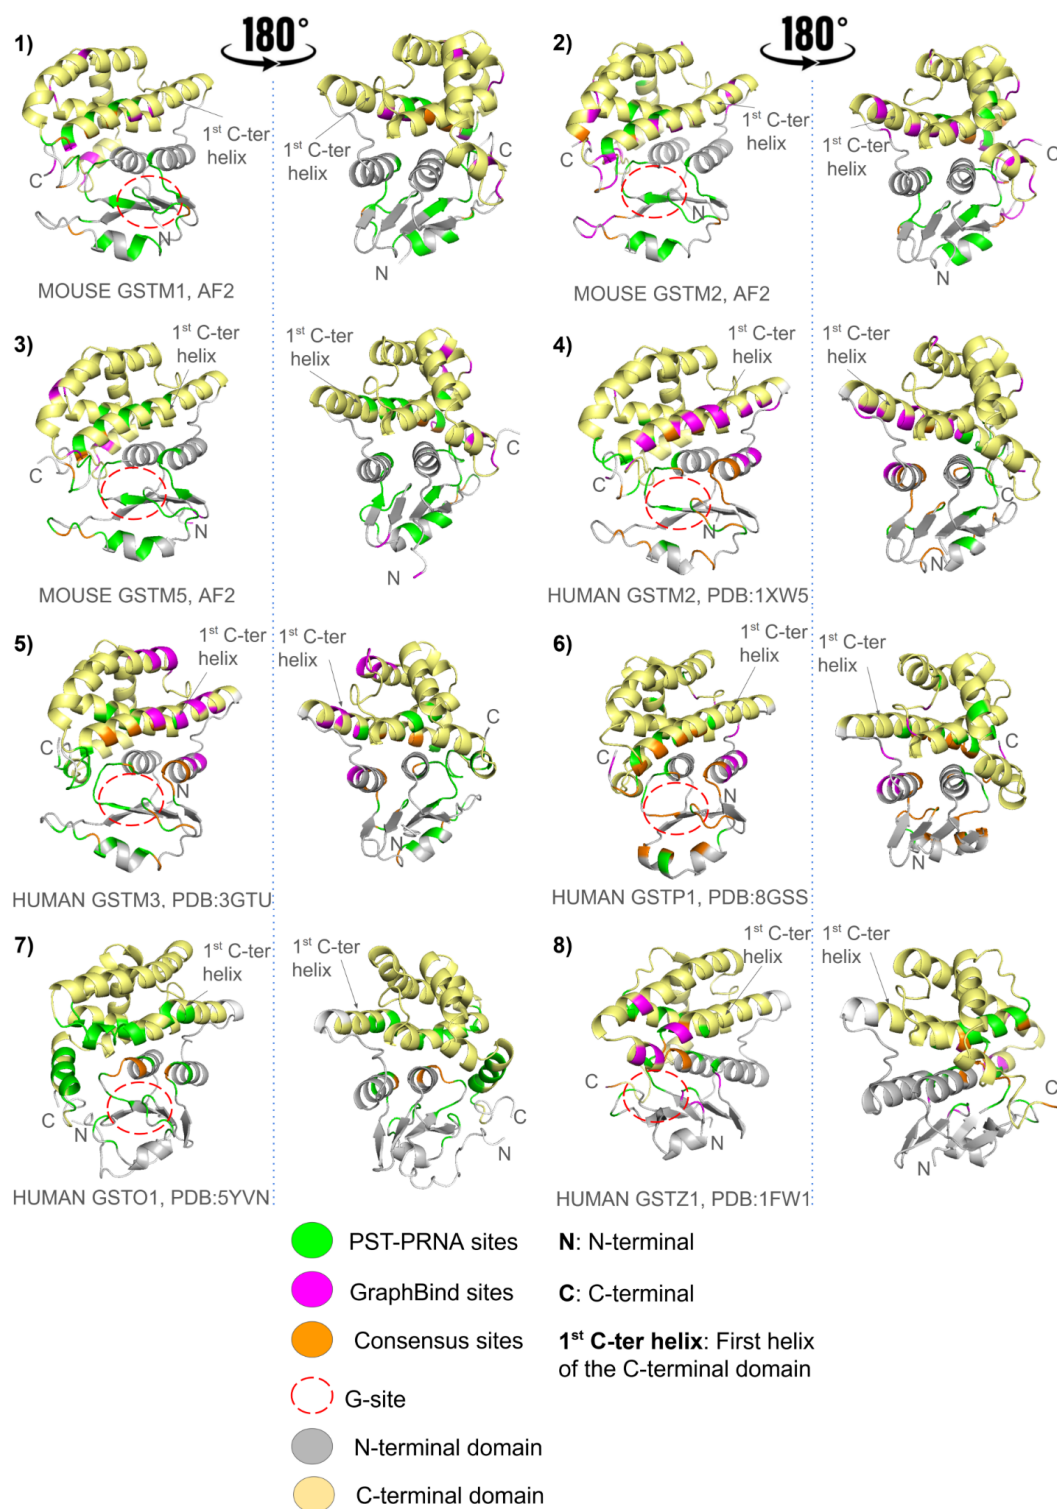 1)
180°
2)
180°
1st C-ter
helix
C
N
1st C-ter
helix
C
N
1st C-ter
helix
C
N
1st C-ter
helix
C
N
MOUSE GSTM1, AF2
MOUSE GSTM2, AF2
3)
1st C-ter
helix
C
N
1st C-ter
helix
C
N
4)
1st C-ter
helix
C
N
1st C-ter
helix
C
N
MOUSE GSTM5, AF2
HUMAN GSTM2, PDB:1XW5
5)
1st C-ter
helix
C
N
1st C-ter
helix
C
N
6)
1st C-ter
helix
C
N
1st C-ter
helix
C
N
HUMAN GSTM3, PDB:3GTU
HUMAN GSTP1, PDB:8GSS
7)
1st C-ter
helix
C
N
1st C-ter
helix
C
N
8)
1st C-ter
helix
C
N
1st C-ter
helix
C
N
HUMAN GSTO1, PDB:5YVN
HUMAN GSTZ1, PDB:1FW1
PST-PRNA sites
GraphBind sites
Consensus sites
G-site
N-terminal domain
C-terminal domain
N: N-terminal
C: C-terminal
1st C-ter helix: First helix
of the C-terminal domain